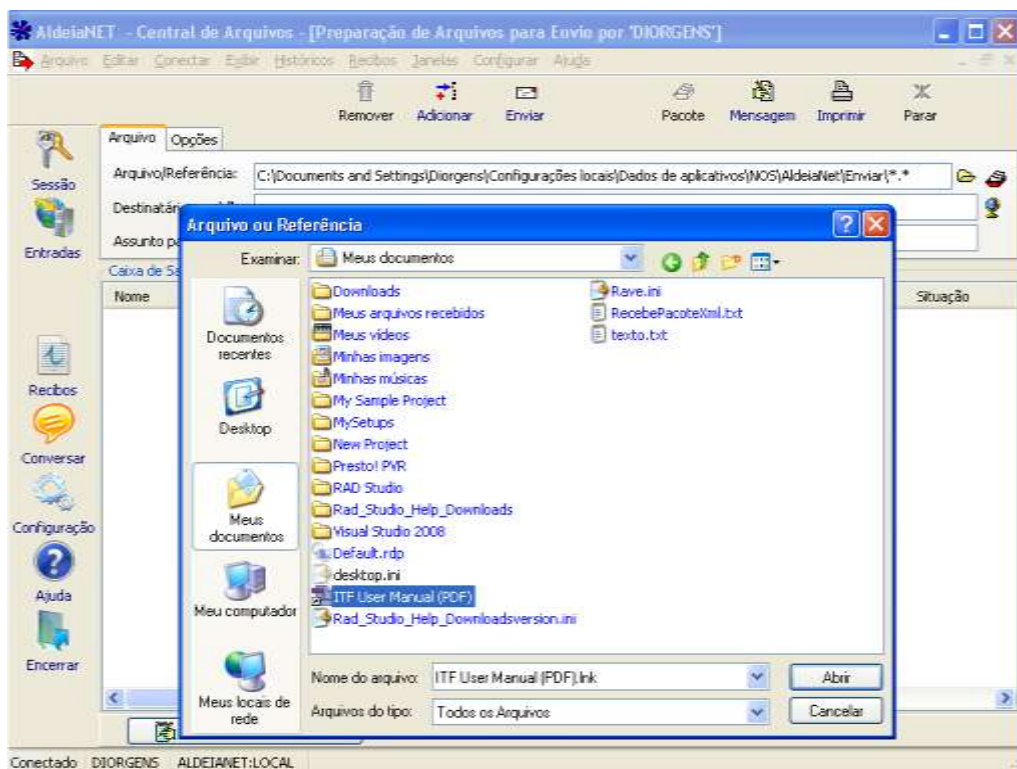 AldeiaNET - Central de Arquivos - [Preparação de Arquivos para Envio por 'DIORGENS']
Arquivo Editar Conectar Exibir Históricos Recibos Janelas Configurar Ajuda
Remover Adicionar Enviar Pacote Mensagem Imprimir Parar
Sessão
Entradas
Recibos
Conversar
Configuração
Ajuda
Encerrar
Arquivo Opções
Arquivo/Referência: C:\Documents and Settings\Diorgens\Configurações locais\Dados de aplicativos\NOS\AldeiaNet\Enviar\*.*
Assunto
Caixa de
Nome Situação
Arquivo ou Referência
Examinar: Meus documentos
Documentos recentes
Desktop
Meus documentos
Meu computador
Meus locais de rede
Downloads
Meus arquivos recebidos
Meus vídeos
Minhas imagens
Minhas músicas
My Sample Project
MySetups
New Project
Presto! PVR
RAD Studio
Rad_Studio_Help_Downloads
Visual Studio 2008
Default.rdp
desktop.ini
ITF User Manual (PDF)
Rad_Studio_Help_Downloadsversion.ini
Rave.ini
RecebePacoteXml.txt
texto.txt
Nome do arquivo: ITF User Manual (PDF).lnk Abrir
Arquivos do tipo: Todos os Arquivos Cancelar
Conectado DIORGENS ALDEIANET:LOCAL